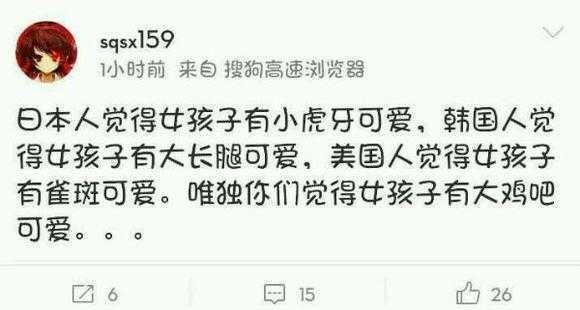 sqsx159
1小时前 来自 搜狗高速浏览器
日本人觉得女孩子有小虎牙可爱，韩国人觉
得女孩子有大长腿可爱，美国人觉得女孩子
有雀斑可爱。唯独你们觉得女孩子有大鸡吧
可爱。。。
6 15 26